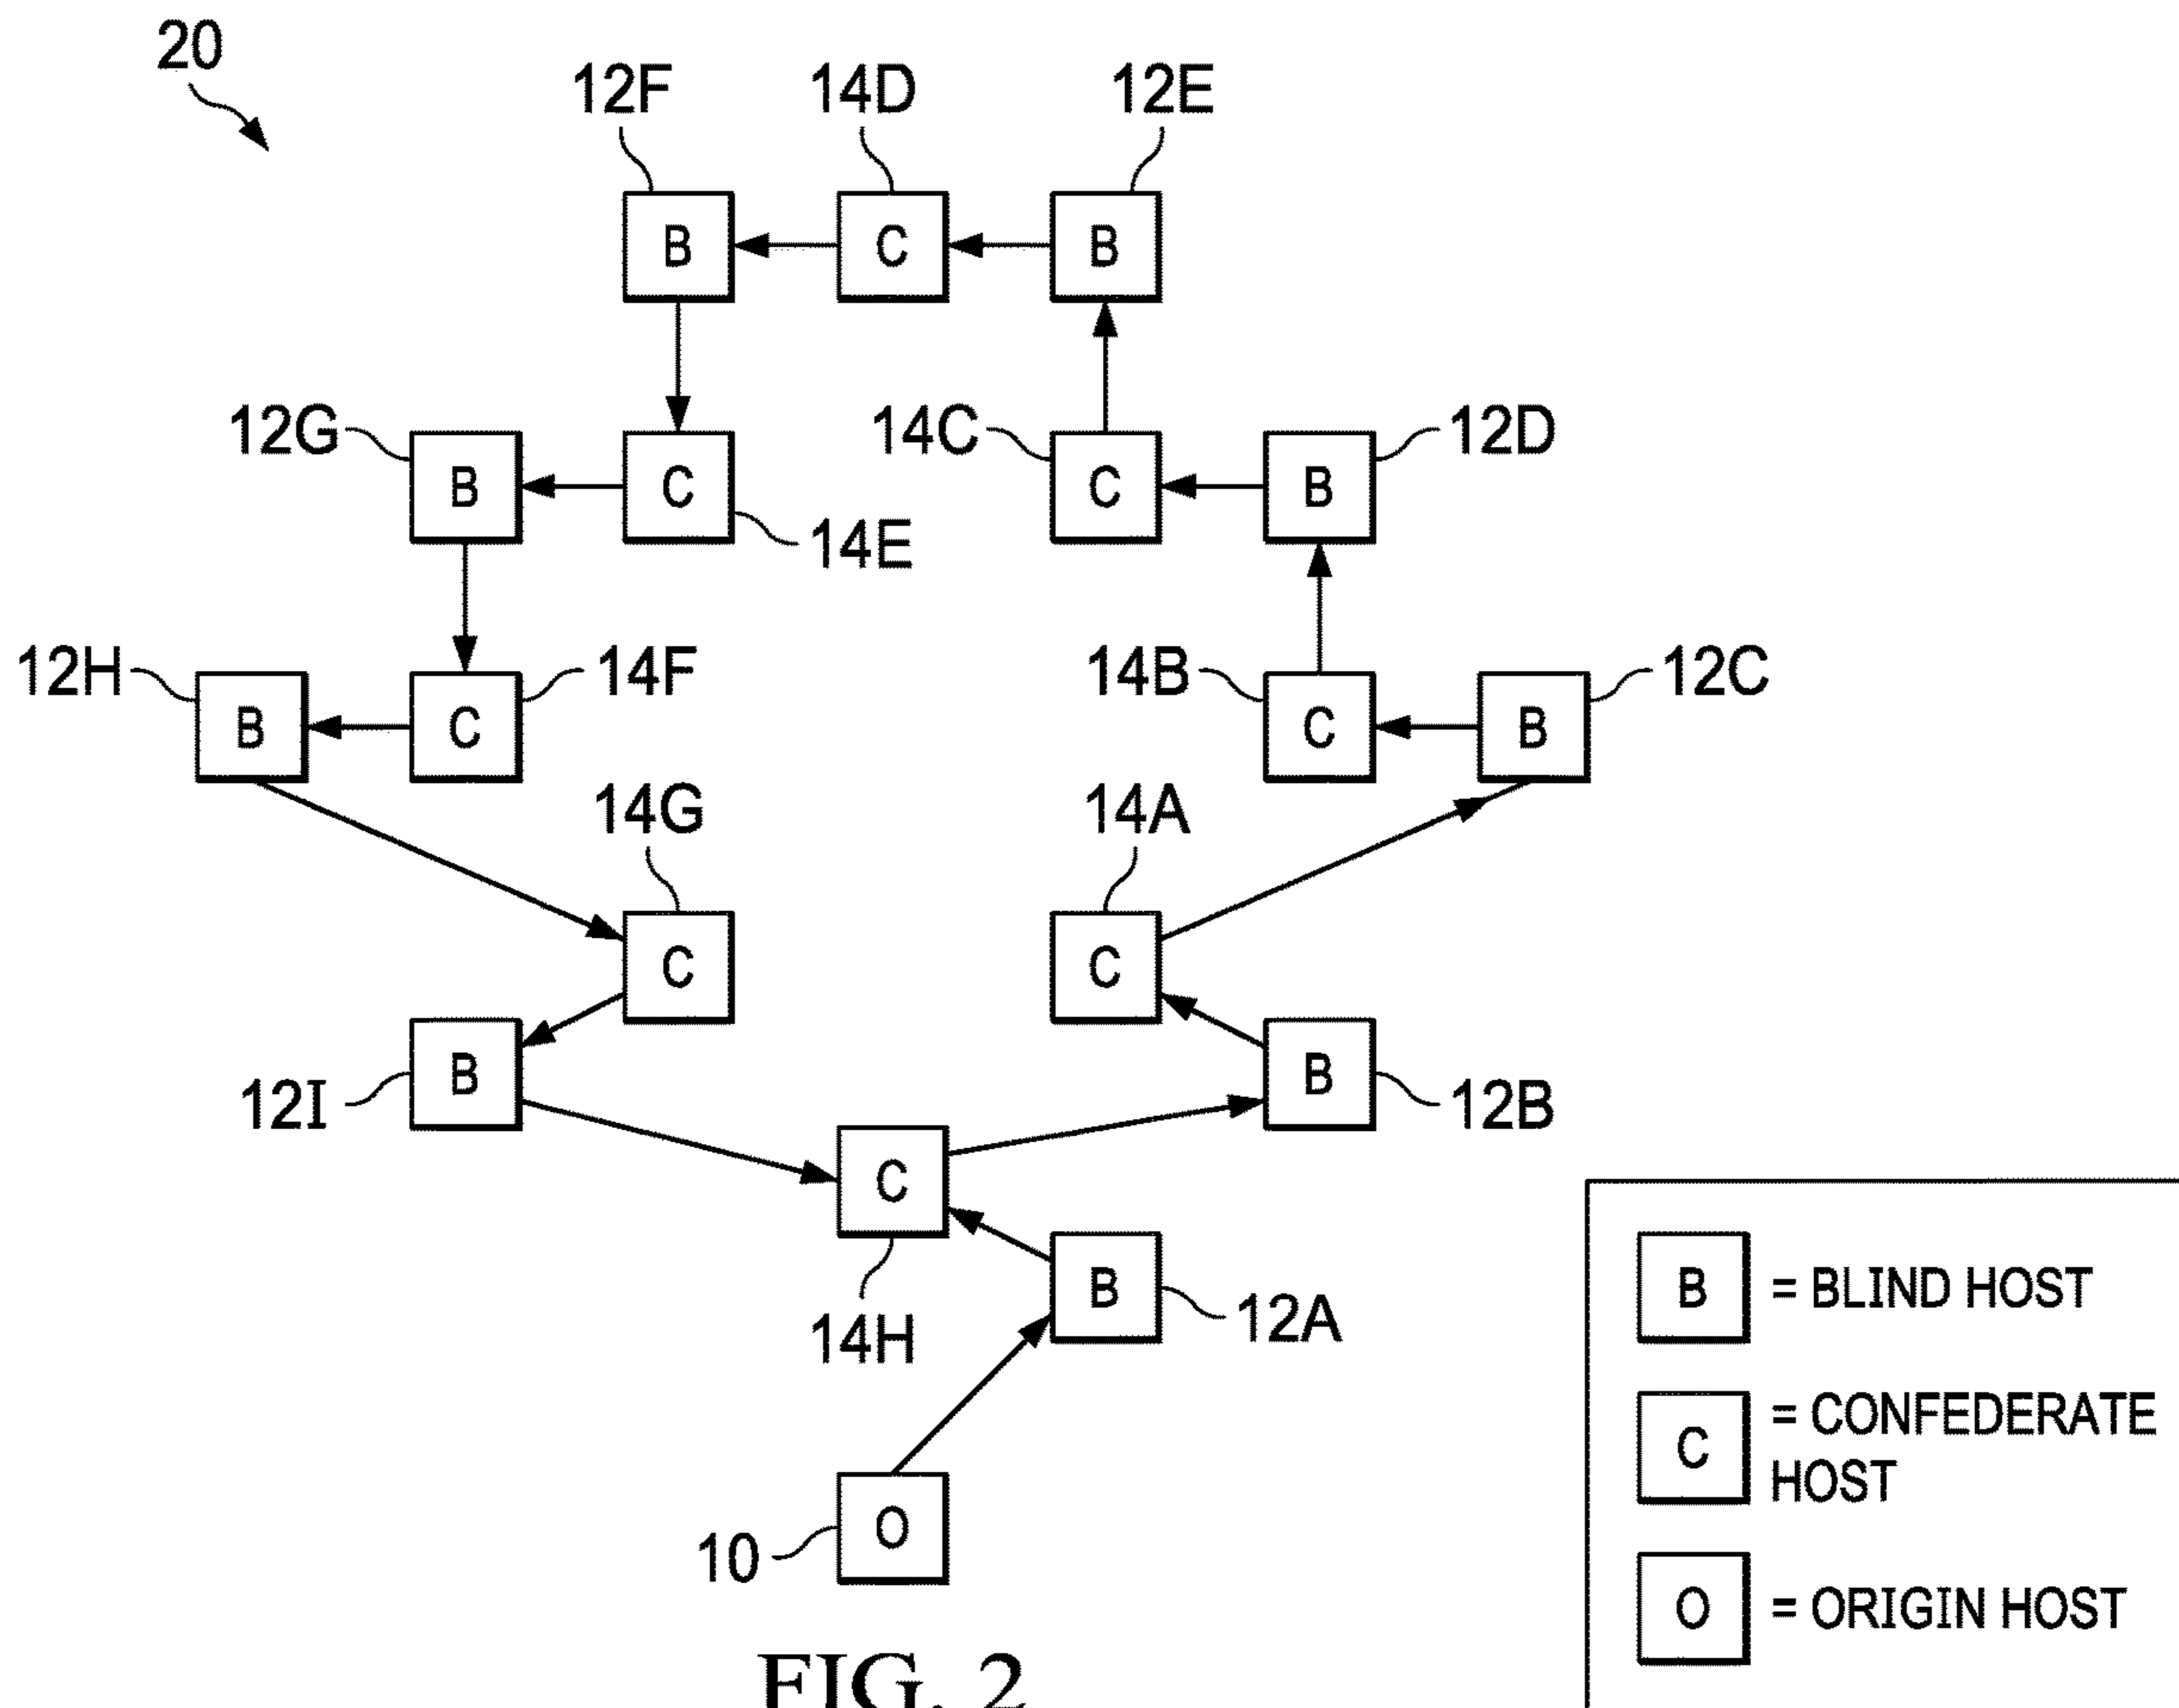 20
12F 14D 12E
B C B
12G 14C 12D
B C C B
14E
12H 14F 14B 12C
B C C B
14G 14A
C C
B B
12I 12B
C
14H
B
12A
O
10
B = BLIND HOST
C = CONFEDERATE
HOST
O = ORIGIN HOST
FIG. 2